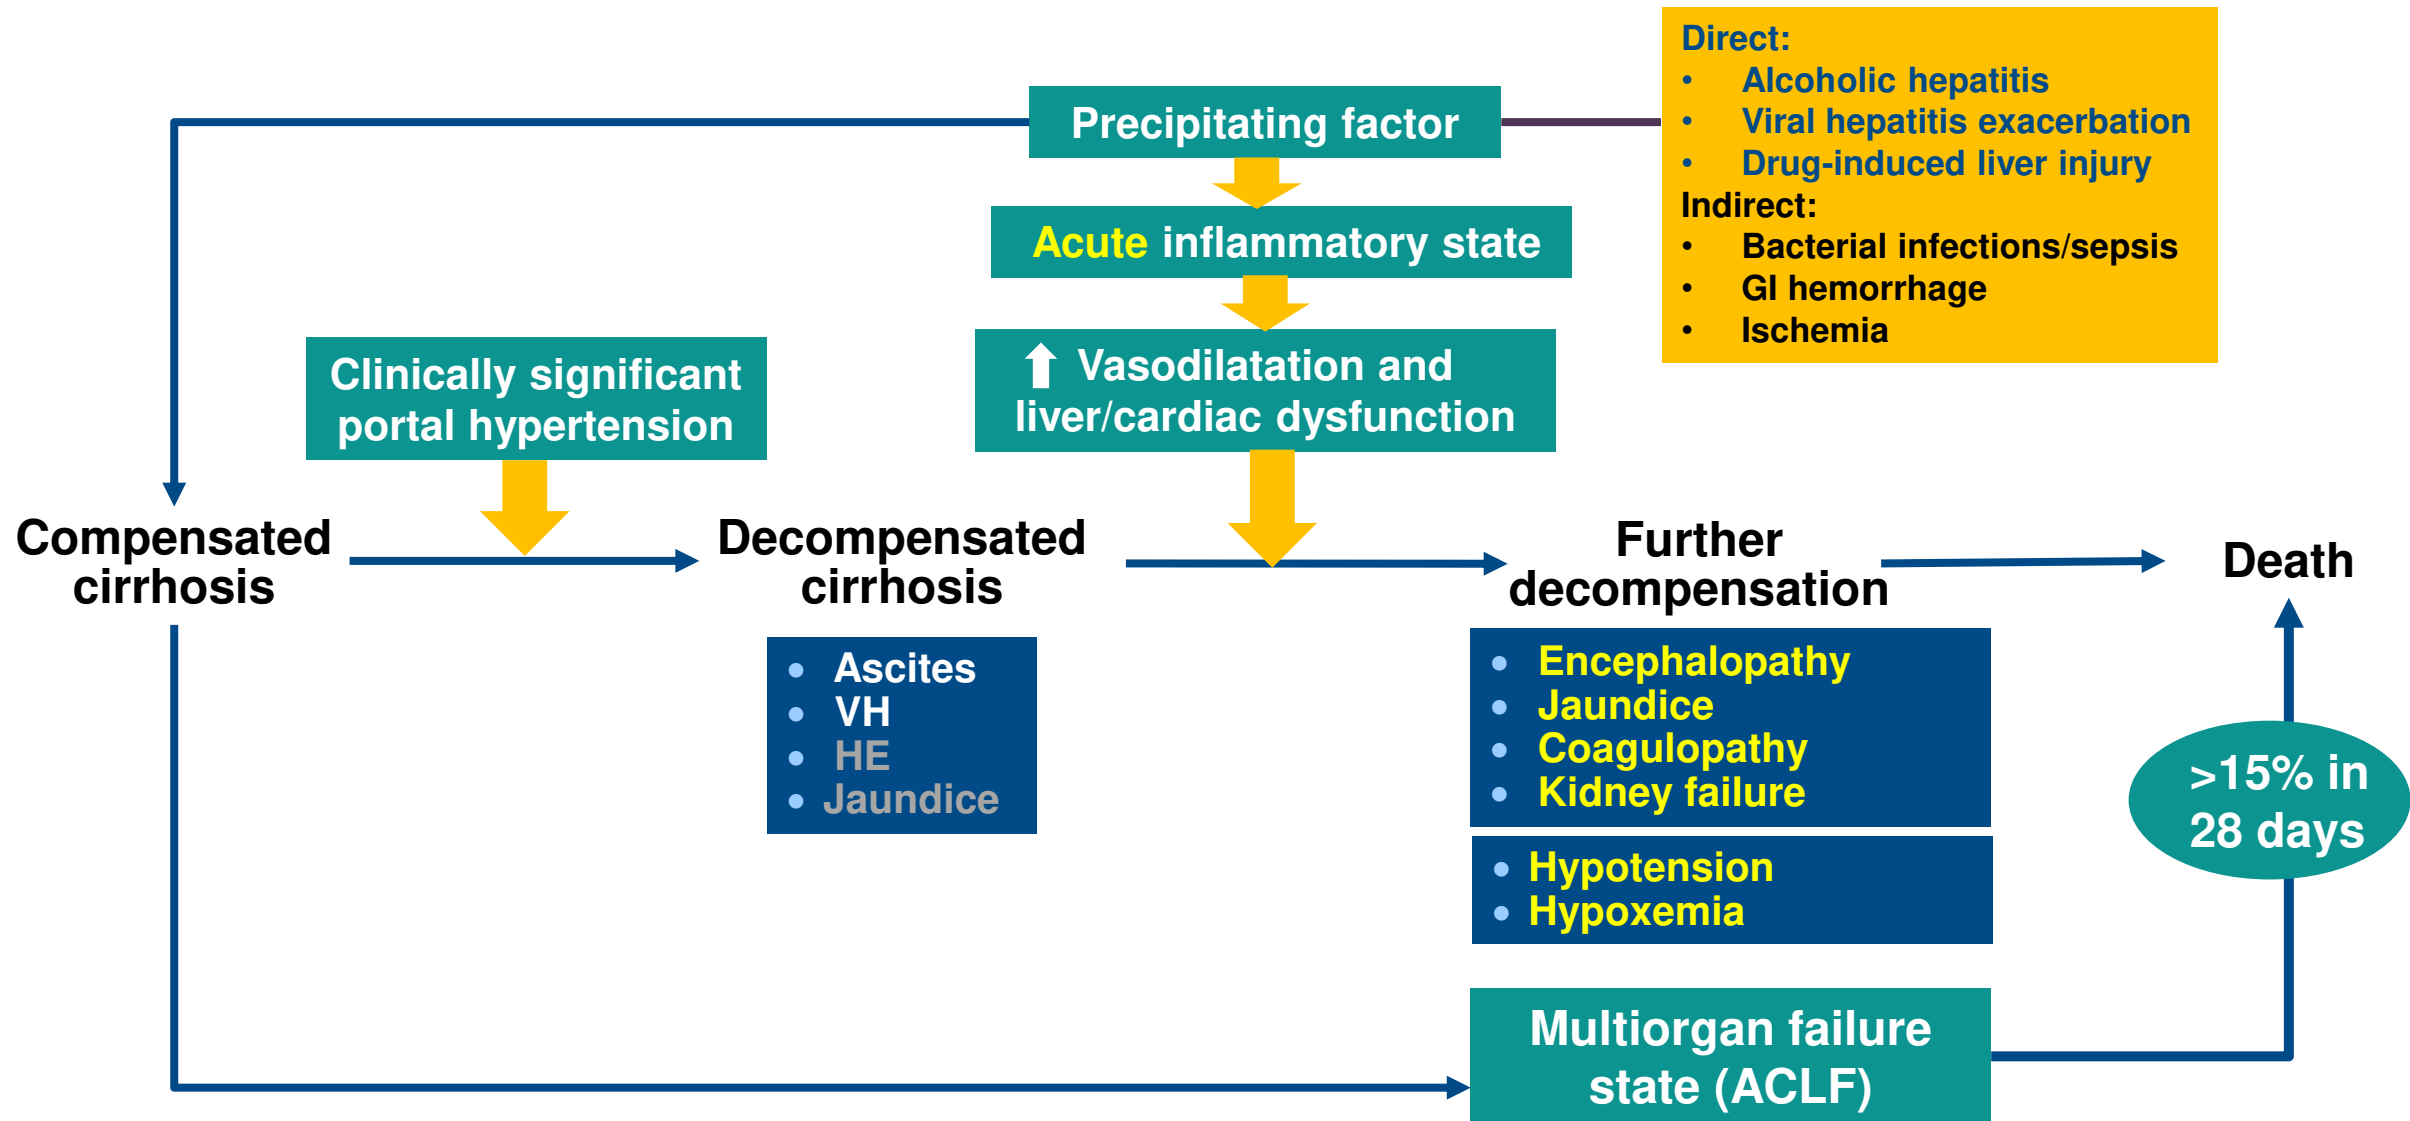 Direct:
• Alcoholic hepatitis
• Viral hepatitis exacerbation
• Drug-induced liver injury
Indirect:
• Bacterial infections/sepsis
• GI hemorrhage
• Ischemia
Precipitating factor
Acute inflammatory state
Vasodilatation and
liver/cardiac dysfunction
Clinically significant
portal hypertension
Compensated
cirrhosis
Decompensated
cirrhosis
• Ascites
• VH
• HE
• Jaundice
Further
decompensation
• Encephalopathy
• Jaundice
• Coagulopathy
• Kidney failure
• Hypotension
• Hypoxemia
Death
>15% in
28 days
Multiorgan failure
state (ACLF)